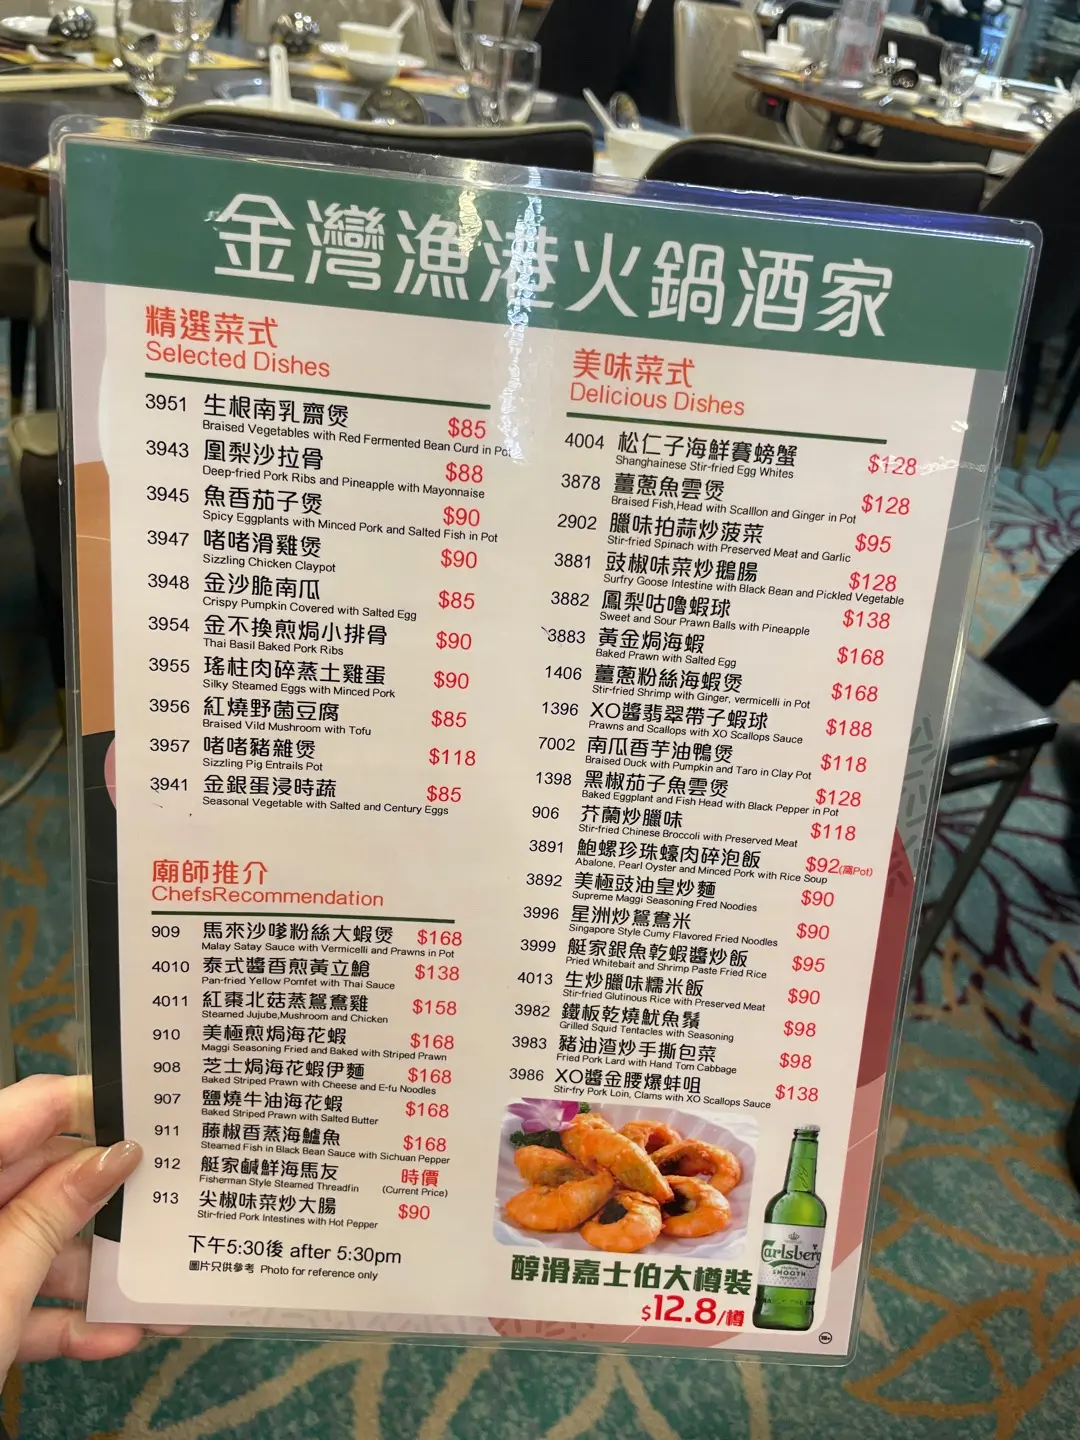 金灣漁港火鍋酒家
精選菜式
Selected Dishes
3951 生根南乳齋煲 $85
Braised Vegetables with Red Fermented Bean Curd in Pot
3943 鳳梨沙拉骨 $88
Deep-fried Pork Ribs and Pineapple with Mayonnaise
3945 魚香茄子煲 $90
Spicy Eggplants with Minced Pork and Salted Fish in Pot
3947 啫啫滑雞煲 $90
Sizzling Chicken Claypot
3948 金沙脆南瓜 $85
Crispy Pumpkin Covered with Salted Egg
3954 金不換煎焗小排骨 $90
Thai Basil Baked Pork Ribs
3955 瑤柱肉碎蒸土雞蛋 $90
Silky Steamed Eggs with Minced Pork
3956 紅燒野菌豆腐 $85
Braised Vild Mushroom with Tofu
3957 啫啫豬雜煲 $118
Sizzling Pig Entrails Pot
3941 金銀蛋浸時蔬 $85
Seasonal Vegetable with Salted and Century Eggs
廚師推介
ChefsRecommendation
909 馬來沙嗲粉絲大蝦煲 $168
Malay Satay Sauce with Vermicelli and Prawns in Pot
4010 泰式醬香煎黃立鯧 $138
Pan-fried Yellow Pomfet with Thai Sauce
4011 紅棗北菇蒸鴛鴦雞 $158
Steamed Jujube,Mushroom and Chicken
910 美極煎焗海花蝦 $168
Maggi Seasoning Fried and Baked with Striped Prawn
908 芝士焗海花蝦伊麵 $168
Baked Striped Prawn with Cheese and E-fu Noodles
907 鹽燒牛油海花蝦 $168
Baked Striped Prawn with Salted Butter
911 藤椒香蒸海鱸魚 $168
Steamed Fish in Black Bean Sauce with Sichuan Pepper
912 艇家鹹鮮海馬友 時價
Fisherman Style Steamed Threadfin (Current Price)
913 尖椒味菜炒大腸 $90
Stir-fried Pork Intestines with Hot Pepper
下午5:30後 after 5:30pm
圖片只供參考 Photo for reference only
美味菜式
Delicious Dishes
4004 松仁子海鮮賽螃蟹 $128
Shanghainese Stir-fried Egg Whites
3878 薑蔥魚雲煲 $128
Braised Fish,Head with Scalllon and Ginger in Pot
2902 臘味拍蒜炒菠菜 $95
Stir-fried Spinach with Preserved Meat and Garlic
3881 豉椒味菜炒鵝腸 $128
Surfry Goose Intestine with Black Bean and Pickled Vegetable
3882 鳳梨咕嚕蝦球 $138
Sweet and Sour Prawn Balls with Pineapple
3883 黃金焗海蝦 $168
Baked Prawn with Salted Egg
1406 薑蔥粉絲海蝦煲 $168
Stir-fried Shrimp with Ginger, vermicelli in Pot
1396 XO醬翡翠帶子蝦球 $188
Prawns and Scallops with XO Scallops Sauce
7002 南瓜香芋油鴨煲 $118
Braised Duck with Pumpkin and Taro in Clay Pot
1398 黑椒茄子魚雲煲 $128
Baked Eggplant and Fish Head with Black Pepper in Pot
906 芥蘭炒臘味 $118
Stir-fried Chinese Broccoli with Preserved Meat
3891 鮑螺珍珠蠔肉碎泡飯 $92(窩Pot)
Abalone, Pearl Oyster and Minced Pork with Rice Soup
3892 美極豉油皇炒麵 $90
Supreme Maggi Seasoning Fred Noodles
3996 星洲炒鴛鴦米 $90
Singapore Style Curny Flavored Fried Noodles
3999 艇家銀魚乾蝦醬炒飯 $95
Pried Whitebait and Shrimp Paste Fried Rice
4013 生炒臘味糯米飯 $90
Stir-fried Glutinous Rice with Preserved Meat
3982 鐵板乾燒魷魚鬚 $98
Grilled Squid Tentacles with Seasoning
3983 豬油渣炒手撕包菜 $98
Fried Pork Lard with Hand Torn Cabbage
3986 XO醬金腰爆蚌咀 $138
Stir-fry Pork Loin, Clams with XO Scallops Sauce
醇滑嘉士伯大樽裝
$12.8/樽
Carlsberg
SMOOTH
18+